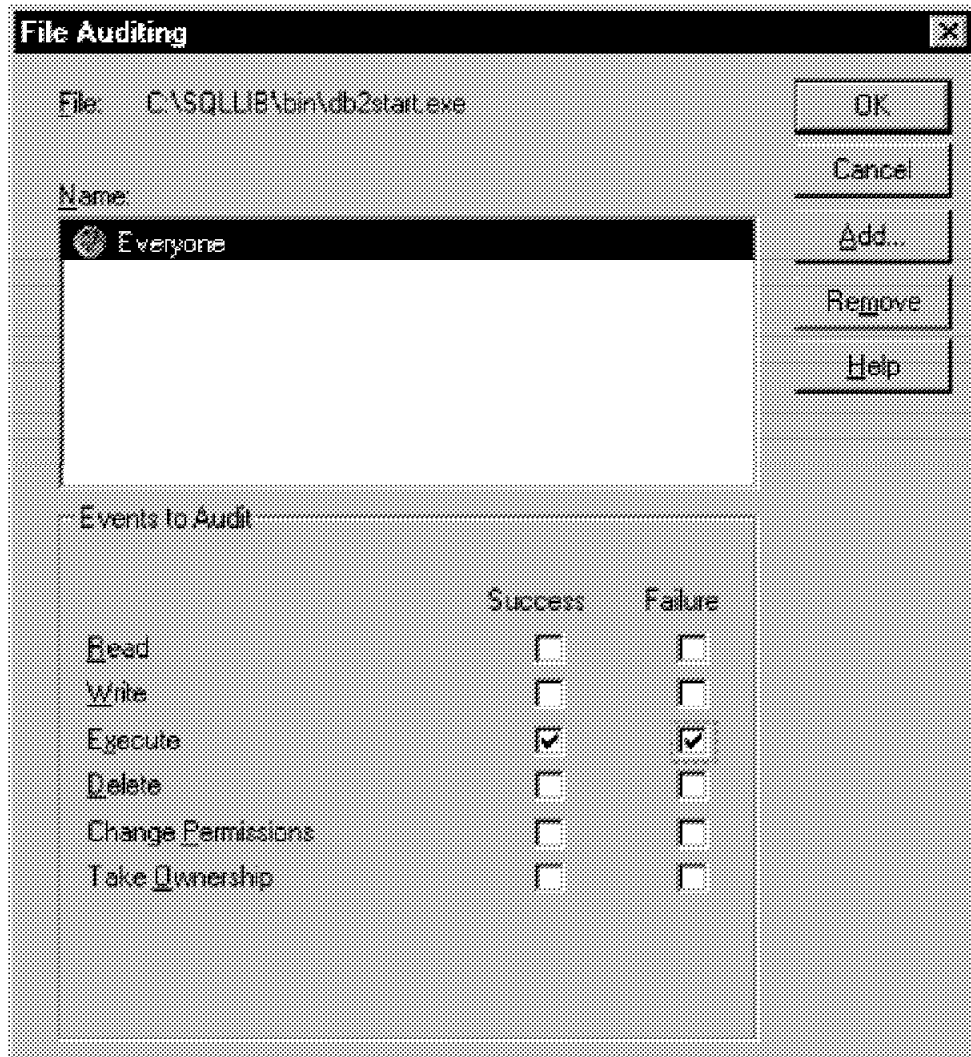 File Auditing
File: C:\SQLLIB\bin\db2start.exe
OK
Cancel
Name:
Add...
Everyone
Remove
Help
Events to Audit
Success Failure
Read
Write
Execute
Delete
Change Permissions
Take Ownership